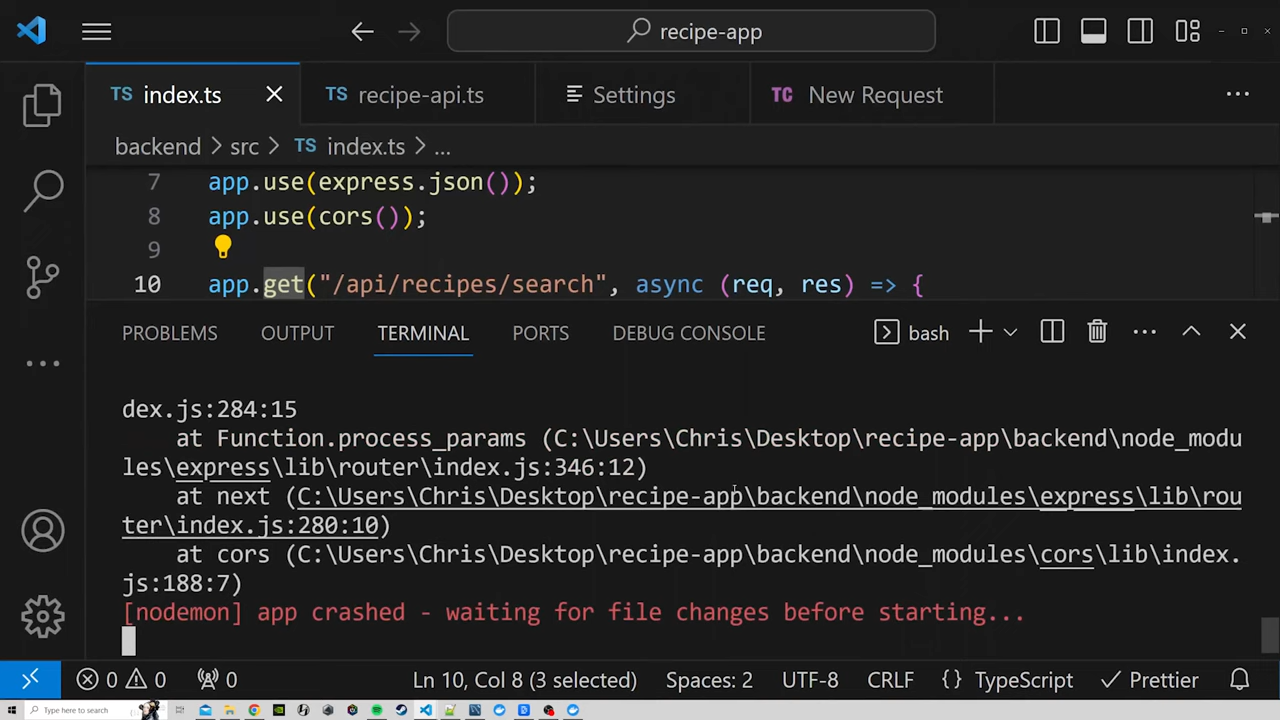 recipe-app
TS index.ts
TS recipe-api.ts
Settings
TC New Request
backend > src > TS index.ts > ...
7 app.use(express.json());
8 app.use(cors());
9
10 app.get("/api/recipes/search", async (req, res) => {
PROBLEMS OUTPUT TERMINAL PORTS DEBUG CONSOLE bash
dex.js:284:15
at Function.process_params (C:\Users\Chris\Desktop\recipe-app\backend\node_modu
les\express\lib\router\index.js:346:12)
at next (C:\Users\Chris\Desktop\recipe-app\backend\node_modules\express\lib\rou
ter\index.js:280:10)
at cors (C:\Users\Chris\Desktop\recipe-app\backend\node_modules\cors\lib\index.
js:188:7)
[nodemon] app crashed - waiting for file changes before starting...
0 0 0 Ln 10, Col 8 (3 selected) Spaces: 2 UTF-8 CRLF {} TypeScript Prettier
Type here to search